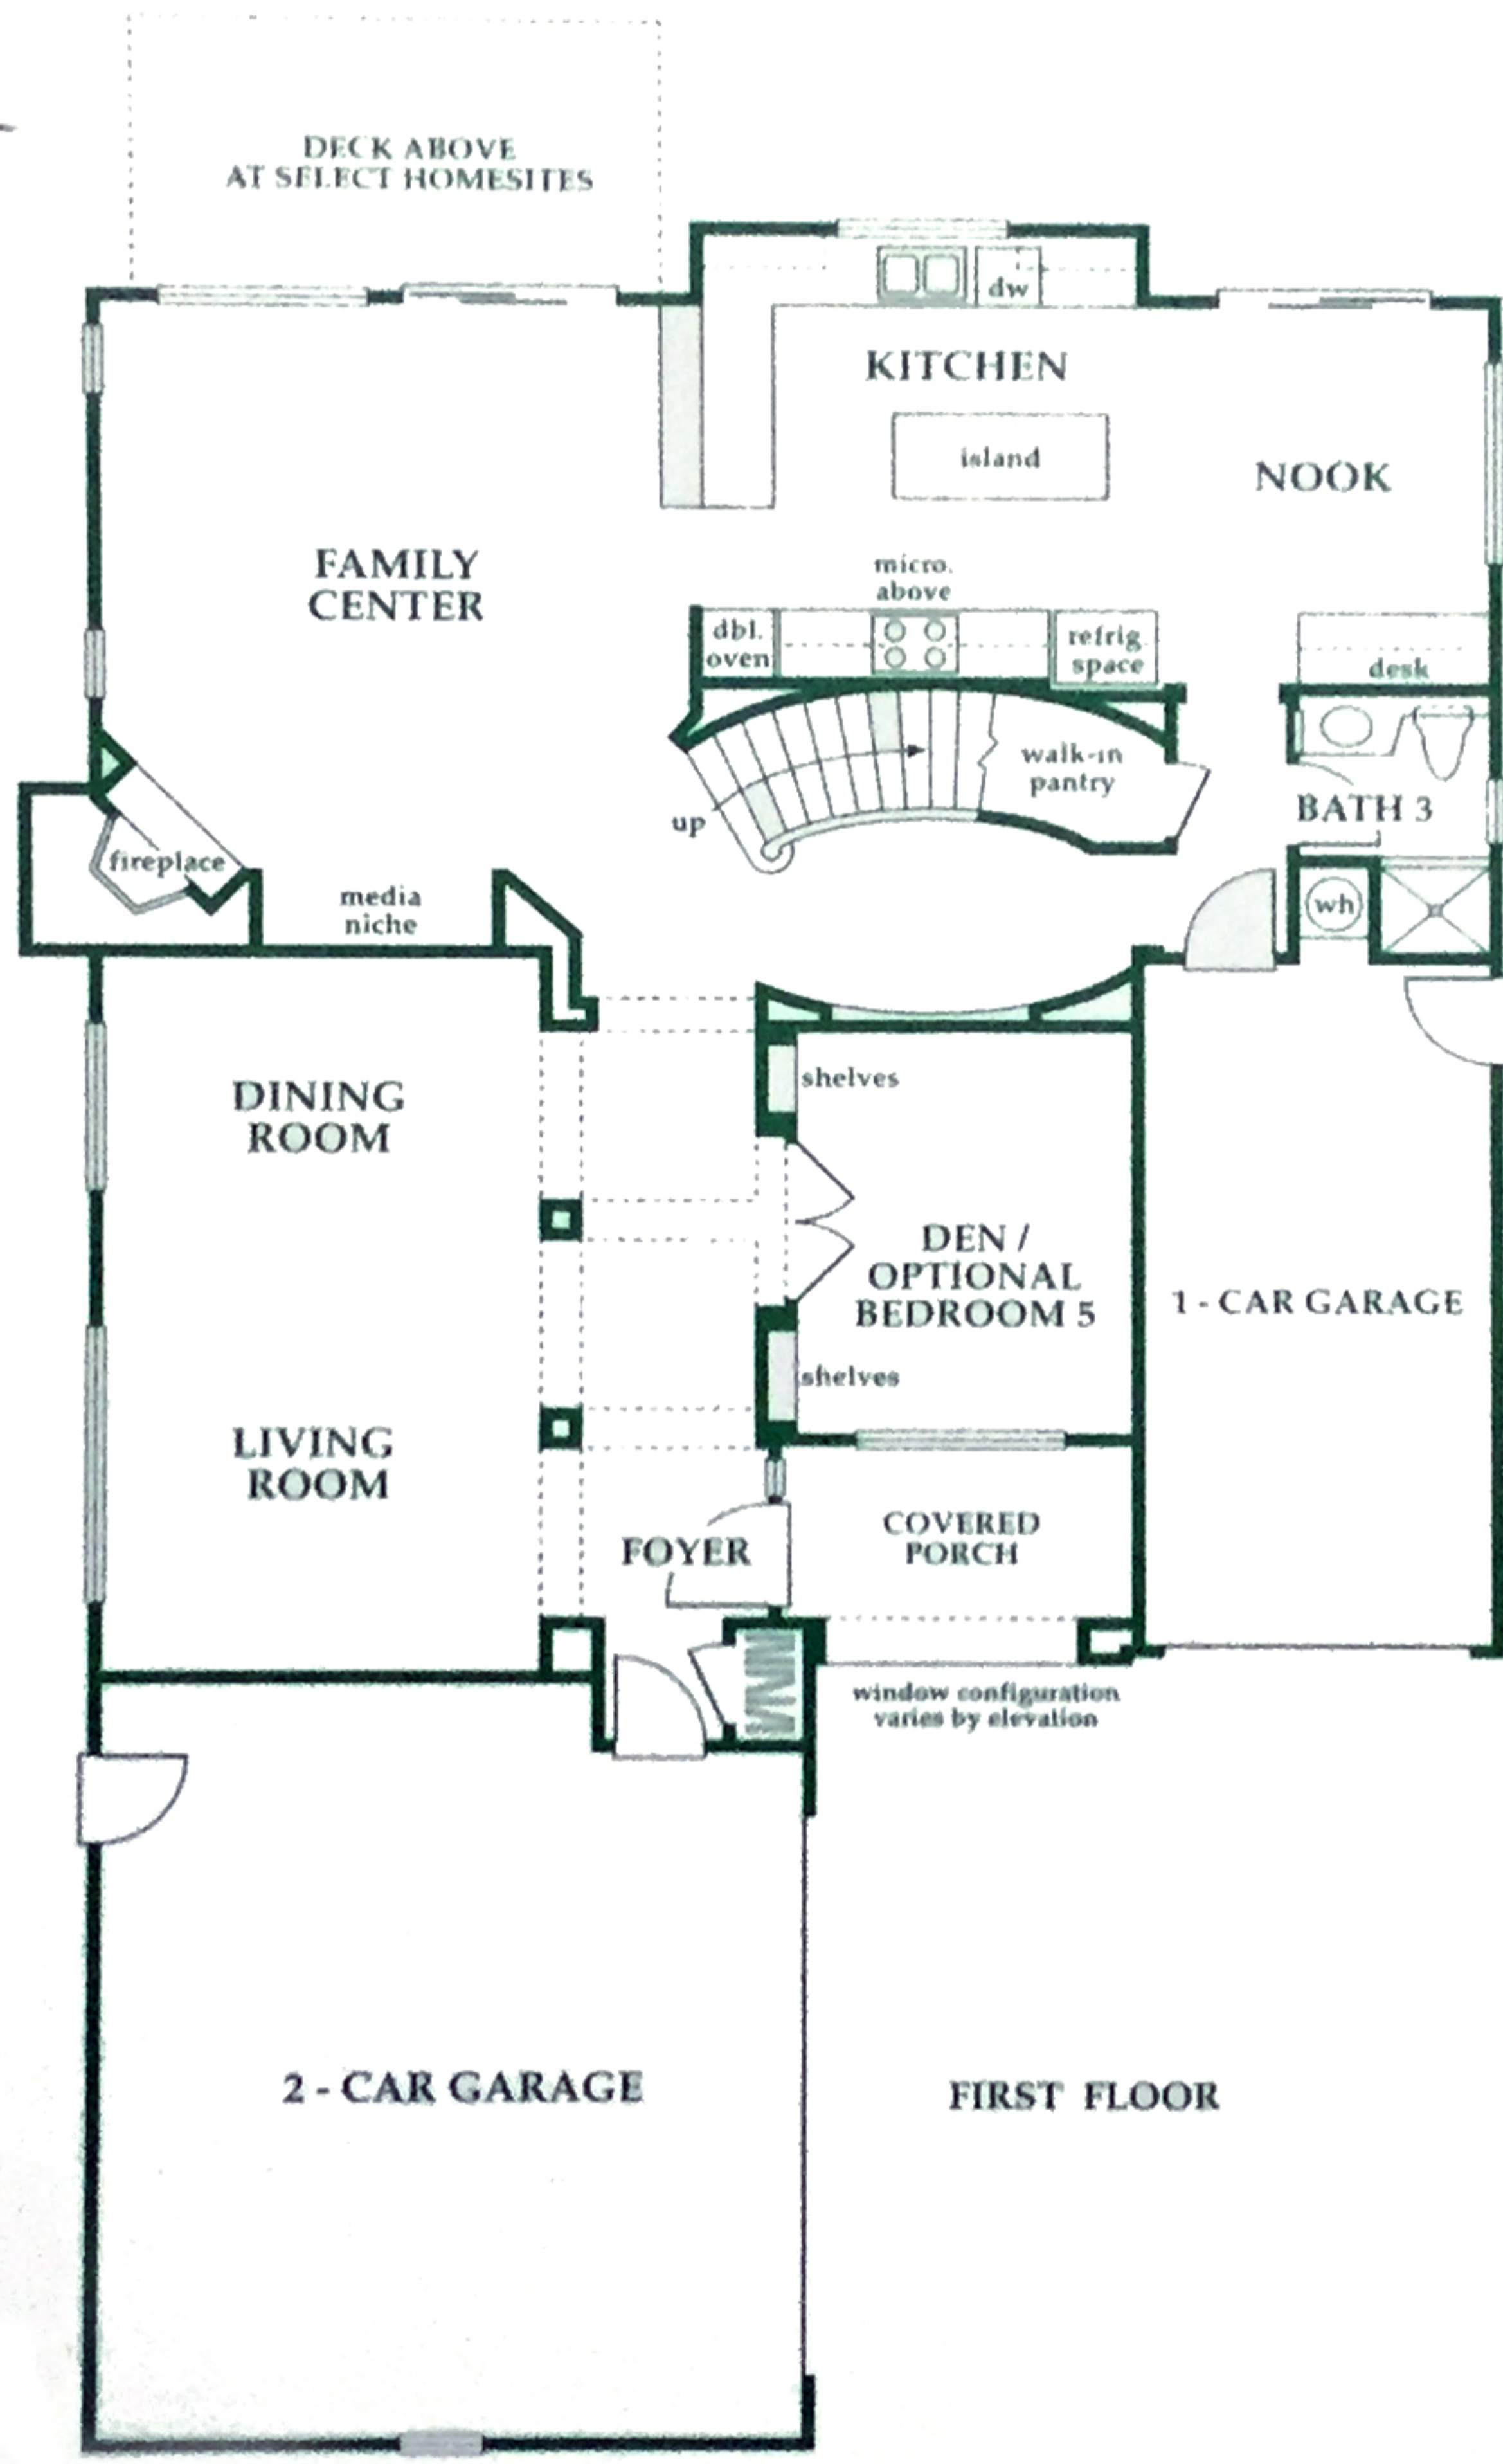 DECK ABOVE
AT SELECT HOMESITES
dw
KITCHEN
island
NOOK
FAMILY
CENTER
micro.
above
dbl.
oven
refrig
space
desk
walk-in
pantry
up
BATH 3
fireplace
media
niche
wh
shelves
DINING
ROOM
DEN /
OPTIONAL
BEDROOM 5
1 - CAR GARAGE
shelves
LIVING
ROOM
FOYER
COVERED
PORCH
window configuration
varies by elevation
2 - CAR GARAGE
FIRST FLOOR